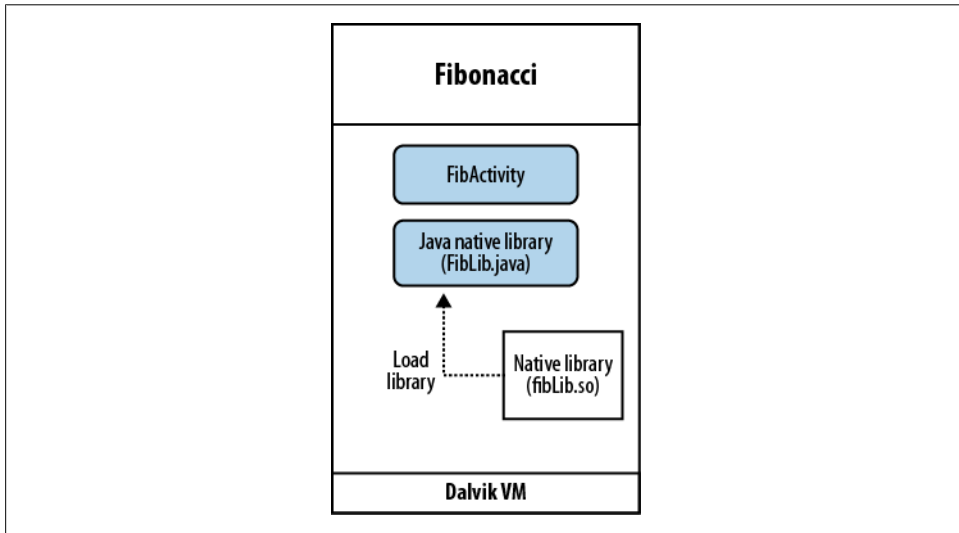 Fibonacci
FibActivity
Java native library
(FibLib.java)
Load
library
Native library
(fibLib.so)
Dalvik VM